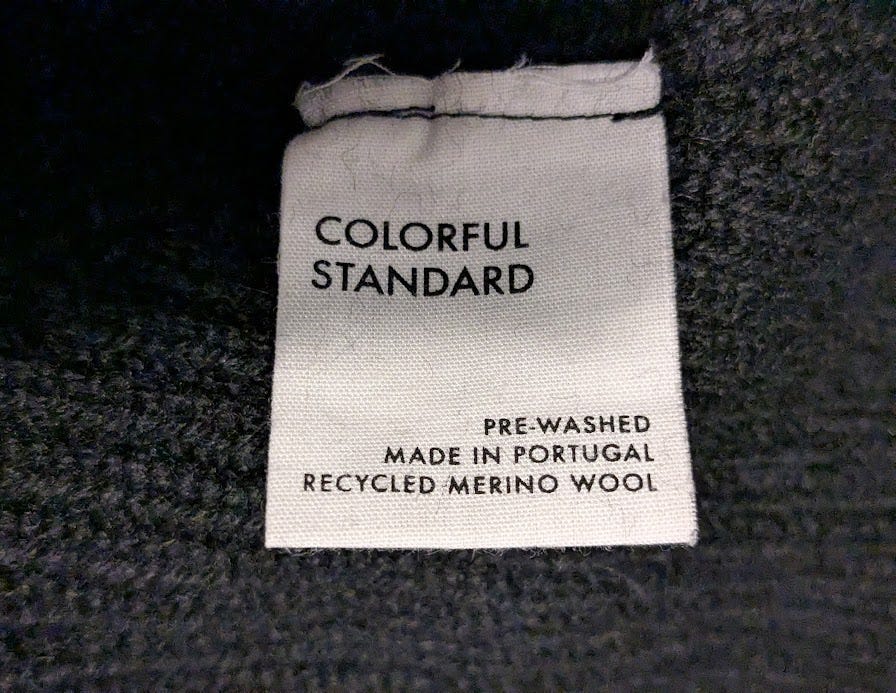 COLORFUL
STANDARD
PRE-WASHED
MADE IN PORTUGAL
RECYCLED MERINO WOOL